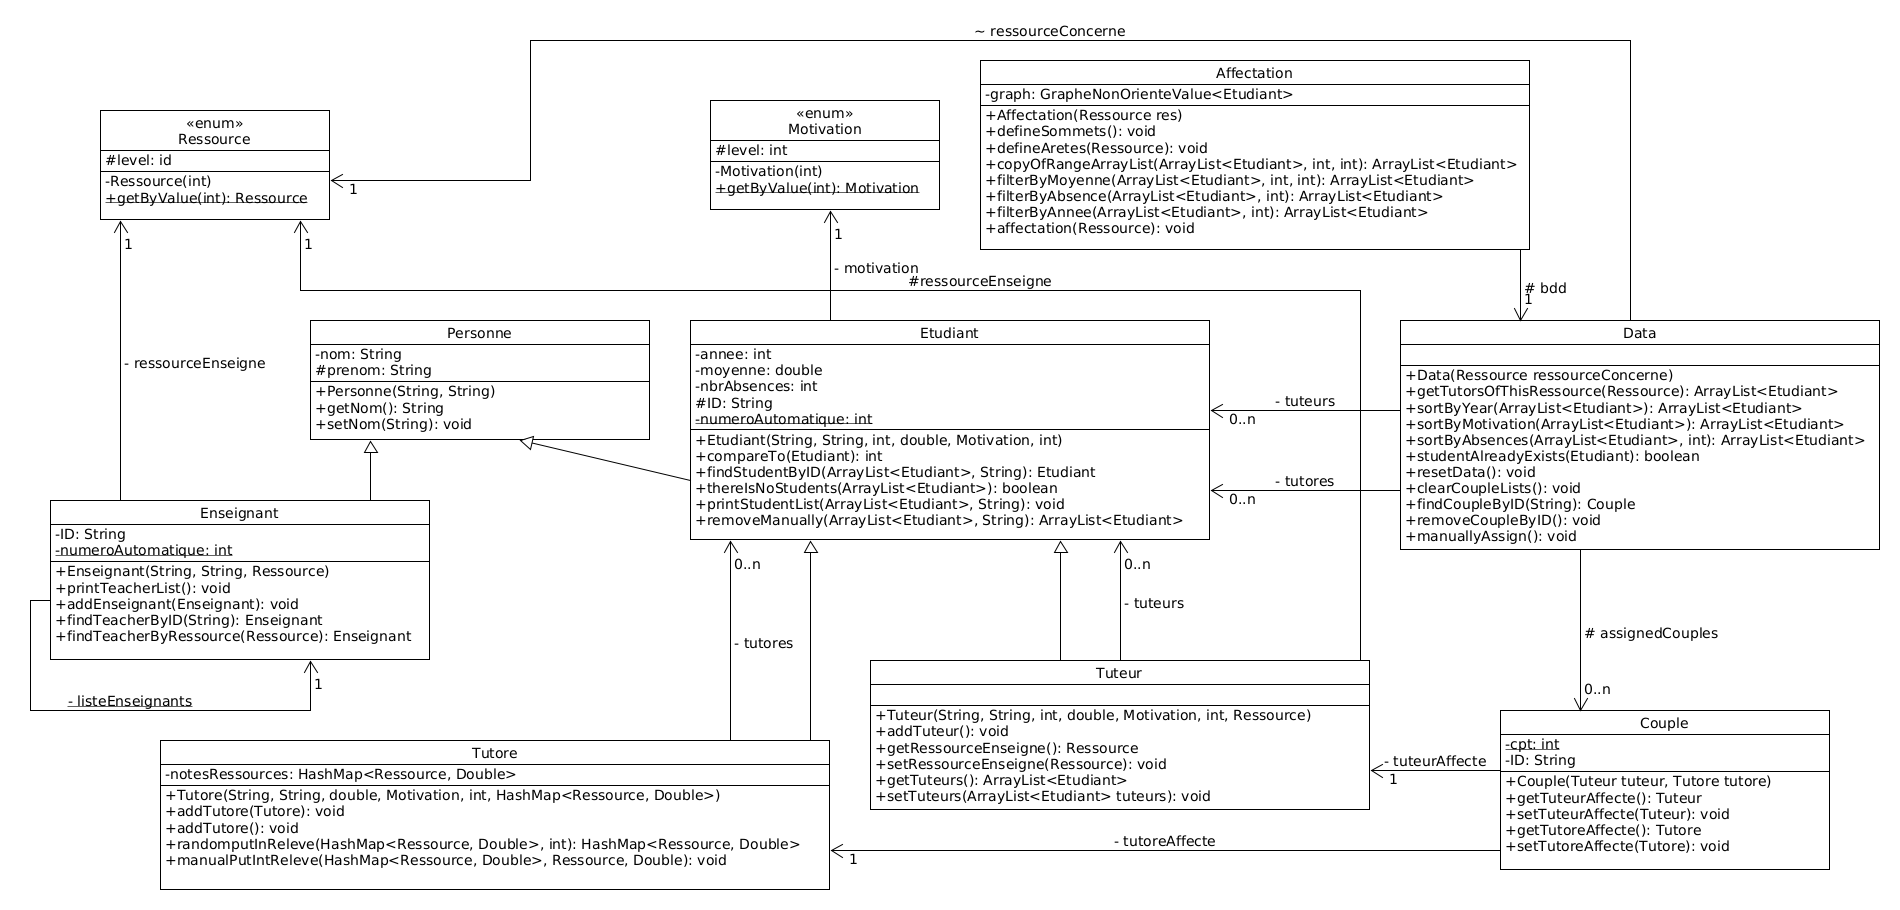 ~ ressourceConcerne
«enum»
Ressource
#level: id
-Ressource(int)
+getByValue(int): Ressource
1
1
1
«enum»
Motivation
#level: int
-Motivation(int)
+getByValue(int): Motivation
1
- motivation
#ressourceEnseigne
Affectation
-graph: GrapheNonOrienteValue<Etudiant>
+Affectation(Ressource res)
+defineSommets(): void
+defineAretes(Ressource): void
+copyOfRangeArrayList(ArrayList<Etudiant>, int, int): ArrayList<Etudiant>
+filterByMoyenne(ArrayList<Etudiant>, int, int): ArrayList<Etudiant>
+filterByAbsence(ArrayList<Etudiant>, int): ArrayList<Etudiant>
+filterByAnnee(ArrayList<Etudiant>, int): ArrayList<Etudiant>
+affectation(Ressource): void
# bdd
1
- ressourceEnseigne
Personne
-nom: String
#prenom: String
+Personne(String, String)
+getNom(): String
+setNom(String): void
Etudiant
-annee: int
-moyenne: double
-nbrAbsences: int
#ID: String
-numeroAutomatique: int
+Etudiant(String, String, int, double, Motivation, int)
+compareTo(Etudiant): int
+findStudentByID(ArrayList<Etudiant>, String): Etudiant
+thereIsNoStudents(ArrayList<Etudiant>): boolean
+printStudentList(ArrayList<Etudiant>, String): void
+removeManually(ArrayList<Etudiant>, String): ArrayList<Etudiant>
- tuteurs
0..n
- tutores
0..n
Data
+Data(Ressource ressourceConcerne)
+getTutorsOfThisRessource(Ressource): ArrayList<Etudiant>
+sortByYear(ArrayList<Etudiant>): ArrayList<Etudiant>
+sortByMotivation(ArrayList<Etudiant>): ArrayList<Etudiant>
+sortByAbsences(ArrayList<Etudiant>, int): ArrayList<Etudiant>
+studentAlreadyExists(Etudiant): boolean
+resetData(): void
+clearCoupleLists(): void
+findCoupleByID(String): Couple
+removeCoupleByID(): void
+manuallyAssign(): void
Enseignant
-ID: String
-numeroAutomatique: int
+Enseignant(String, String, Ressource)
+printTeacherList(): void
+addEnseignant(Enseignant): void
+findTeacherByID(String): Enseignant
+findTeacherByRessource(Ressource): Enseignant
1
- listeEnseignants
0..n
- tutores
0..n
- tuteurs
# assignedCouples
0..n
Tutore
-notesRessources: HashMap<Ressource, Double>
+Tutore(String, String, double, Motivation, int, HashMap<Ressource, Double>)
+addTutore(Tutore): void
+addTutore(): void
+randomputInReleve(HashMap<Ressource, Double>, int): HashMap<Ressource, Double>
+manualPutIntReleve(HashMap<Ressource, Double>, Ressource, Double): void
Tuteur
+Tuteur(String, String, int, double, Motivation, int, Ressource)
+addTuteur(): void
+getRessourceEnseigne(): Ressource
+setRessourceEnseigne(Ressource): void
+getTuteurs(): ArrayList<Etudiant>
+setTuteurs(ArrayList<Etudiant> tuteurs): void
- tuteurAffecte
1
- tutoreAffecte
1
Couple
-cpt: int
-ID: String
+Couple(Tuteur tuteur, Tutore tutore)
+getTuteurAffecte(): Tuteur
+setTuteurAffecte(Tuteur): void
+getTutoreAffecte(): Tutore
+setTutoreAffecte(Tutore): void